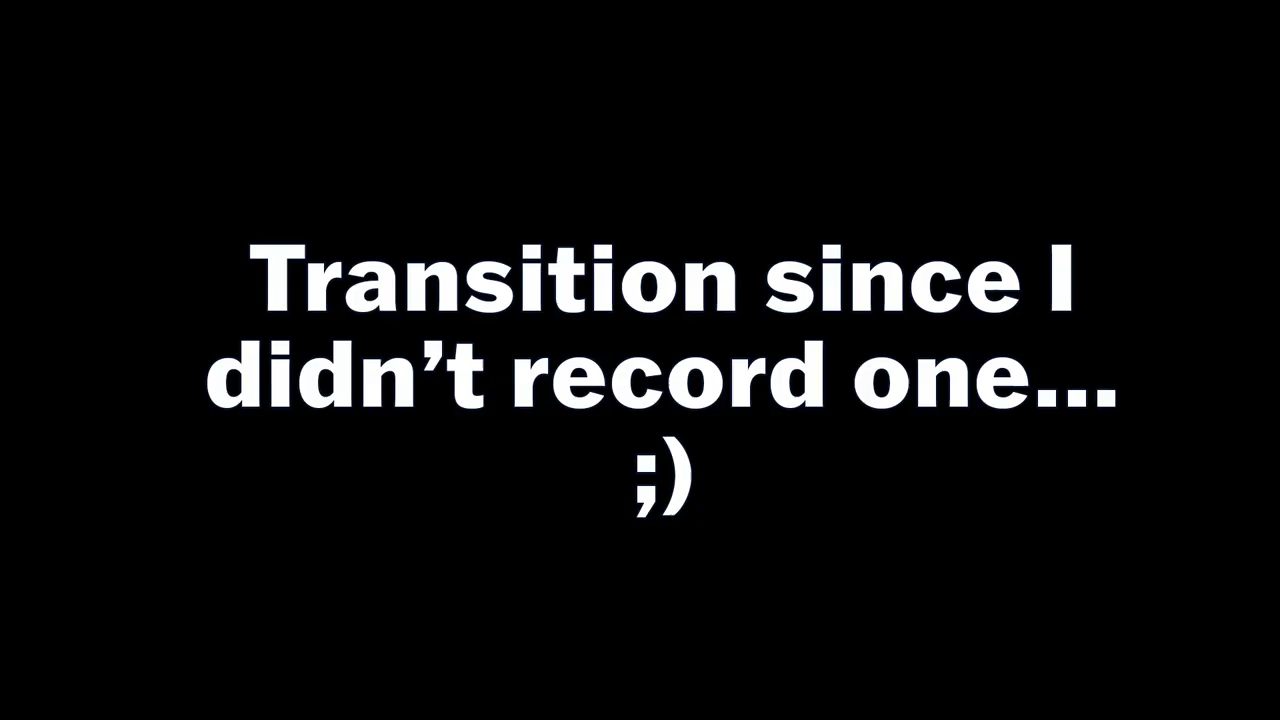 Transition since I
didn’t record one...
;)